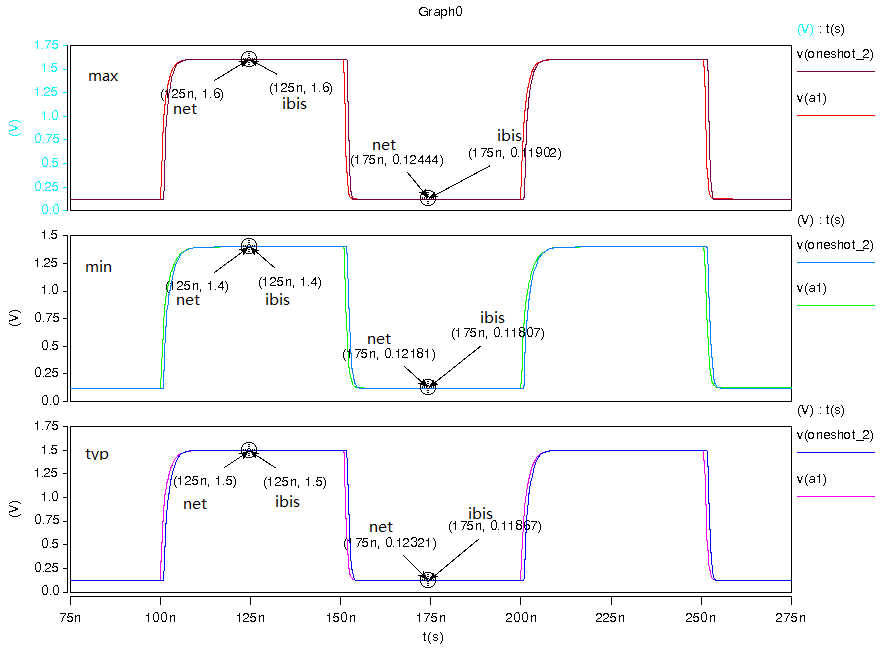 Graph0
(V) : t(s)
v(oneshot_2)
v(a1)
1.75
1.5
1.25
1.0
0.75
0.5
0.25
0.0
(V)
max
(125n, 1.6)
net
(125n, 1.6)
ibis
net
(175n, 0.12444)
ibis
(175n, 0.11902)
(V) : t(s)
v(oneshot_2)
v(a1)
1.5
1.25
1.0
0.75
0.5
0.25
0.0
(V)
min
(125n, 1.4)
net
(125n, 1.4)
ibis
net
(175n, 0.12181)
ibis
(175n, 0.11807)
(V) : t(s)
v(oneshot_2)
v(a1)
1.75
1.5
1.25
1.0
0.75
0.5
0.25
0.0
(V)
typ
(125n, 1.5)
net
(125n, 1.5)
ibis
net
(175n, 0.12321)
ibis
(175n, 0.11867)
75n 100n 125n 150n 175n 200n 225n 250n 275n
t(s)